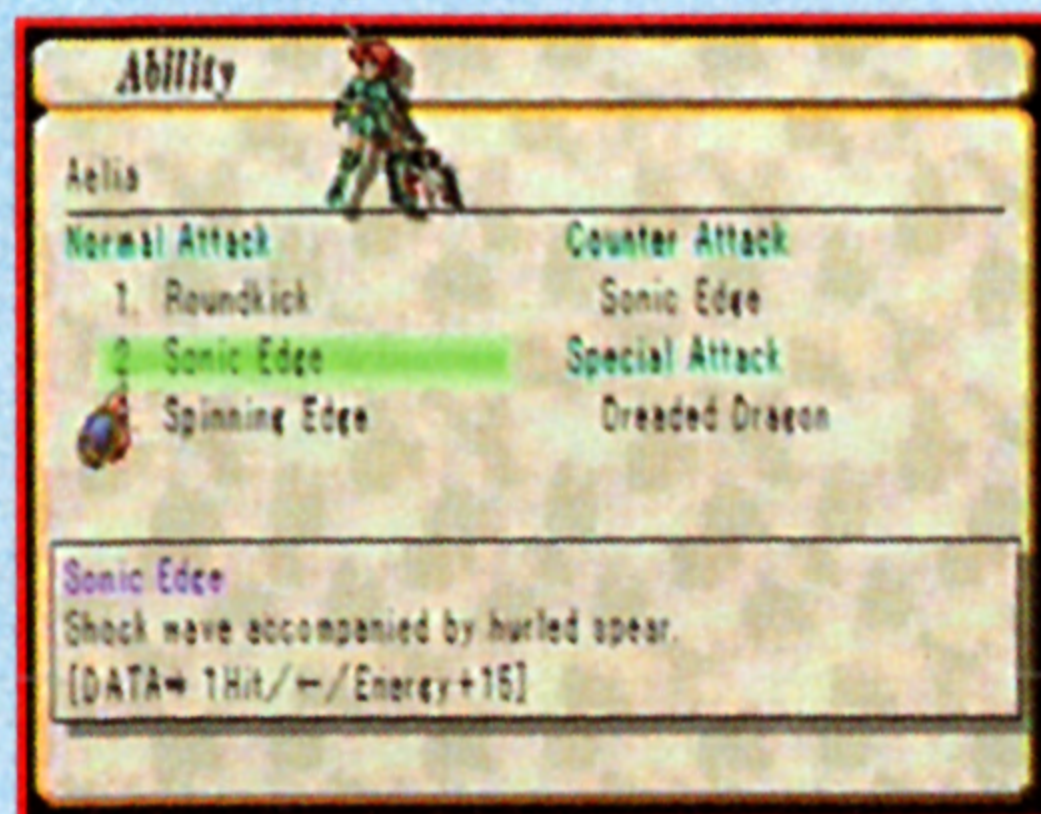 Ability
Aelia
Normal Attack
1. Roundkick
2 Sonic Edge
Spinning Edge
Counter Attack
Sonic Edge
Special Attack
Dreaded Dragon
Sonic Edge
Shock wave accompanied by hurled spear.
[DATA➡ 1Hit/←/Energy+15]